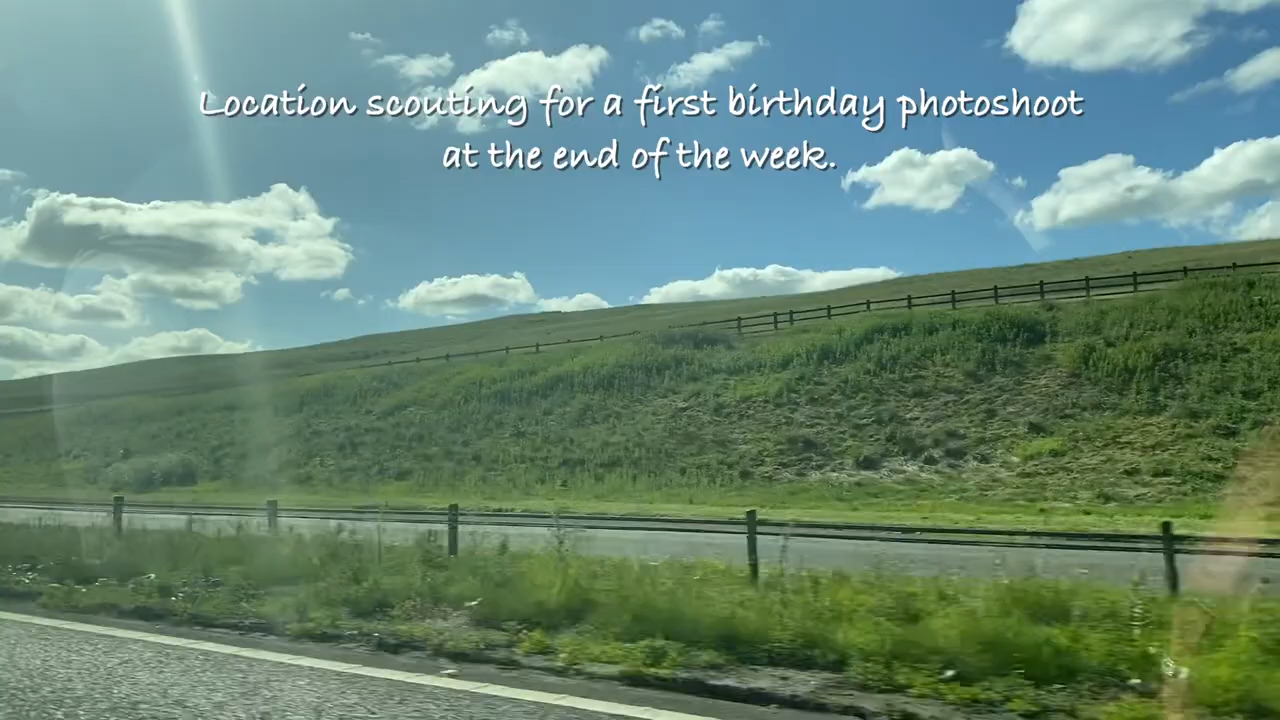 Location scouting for a first birthday photoshoot
at the end of the week.